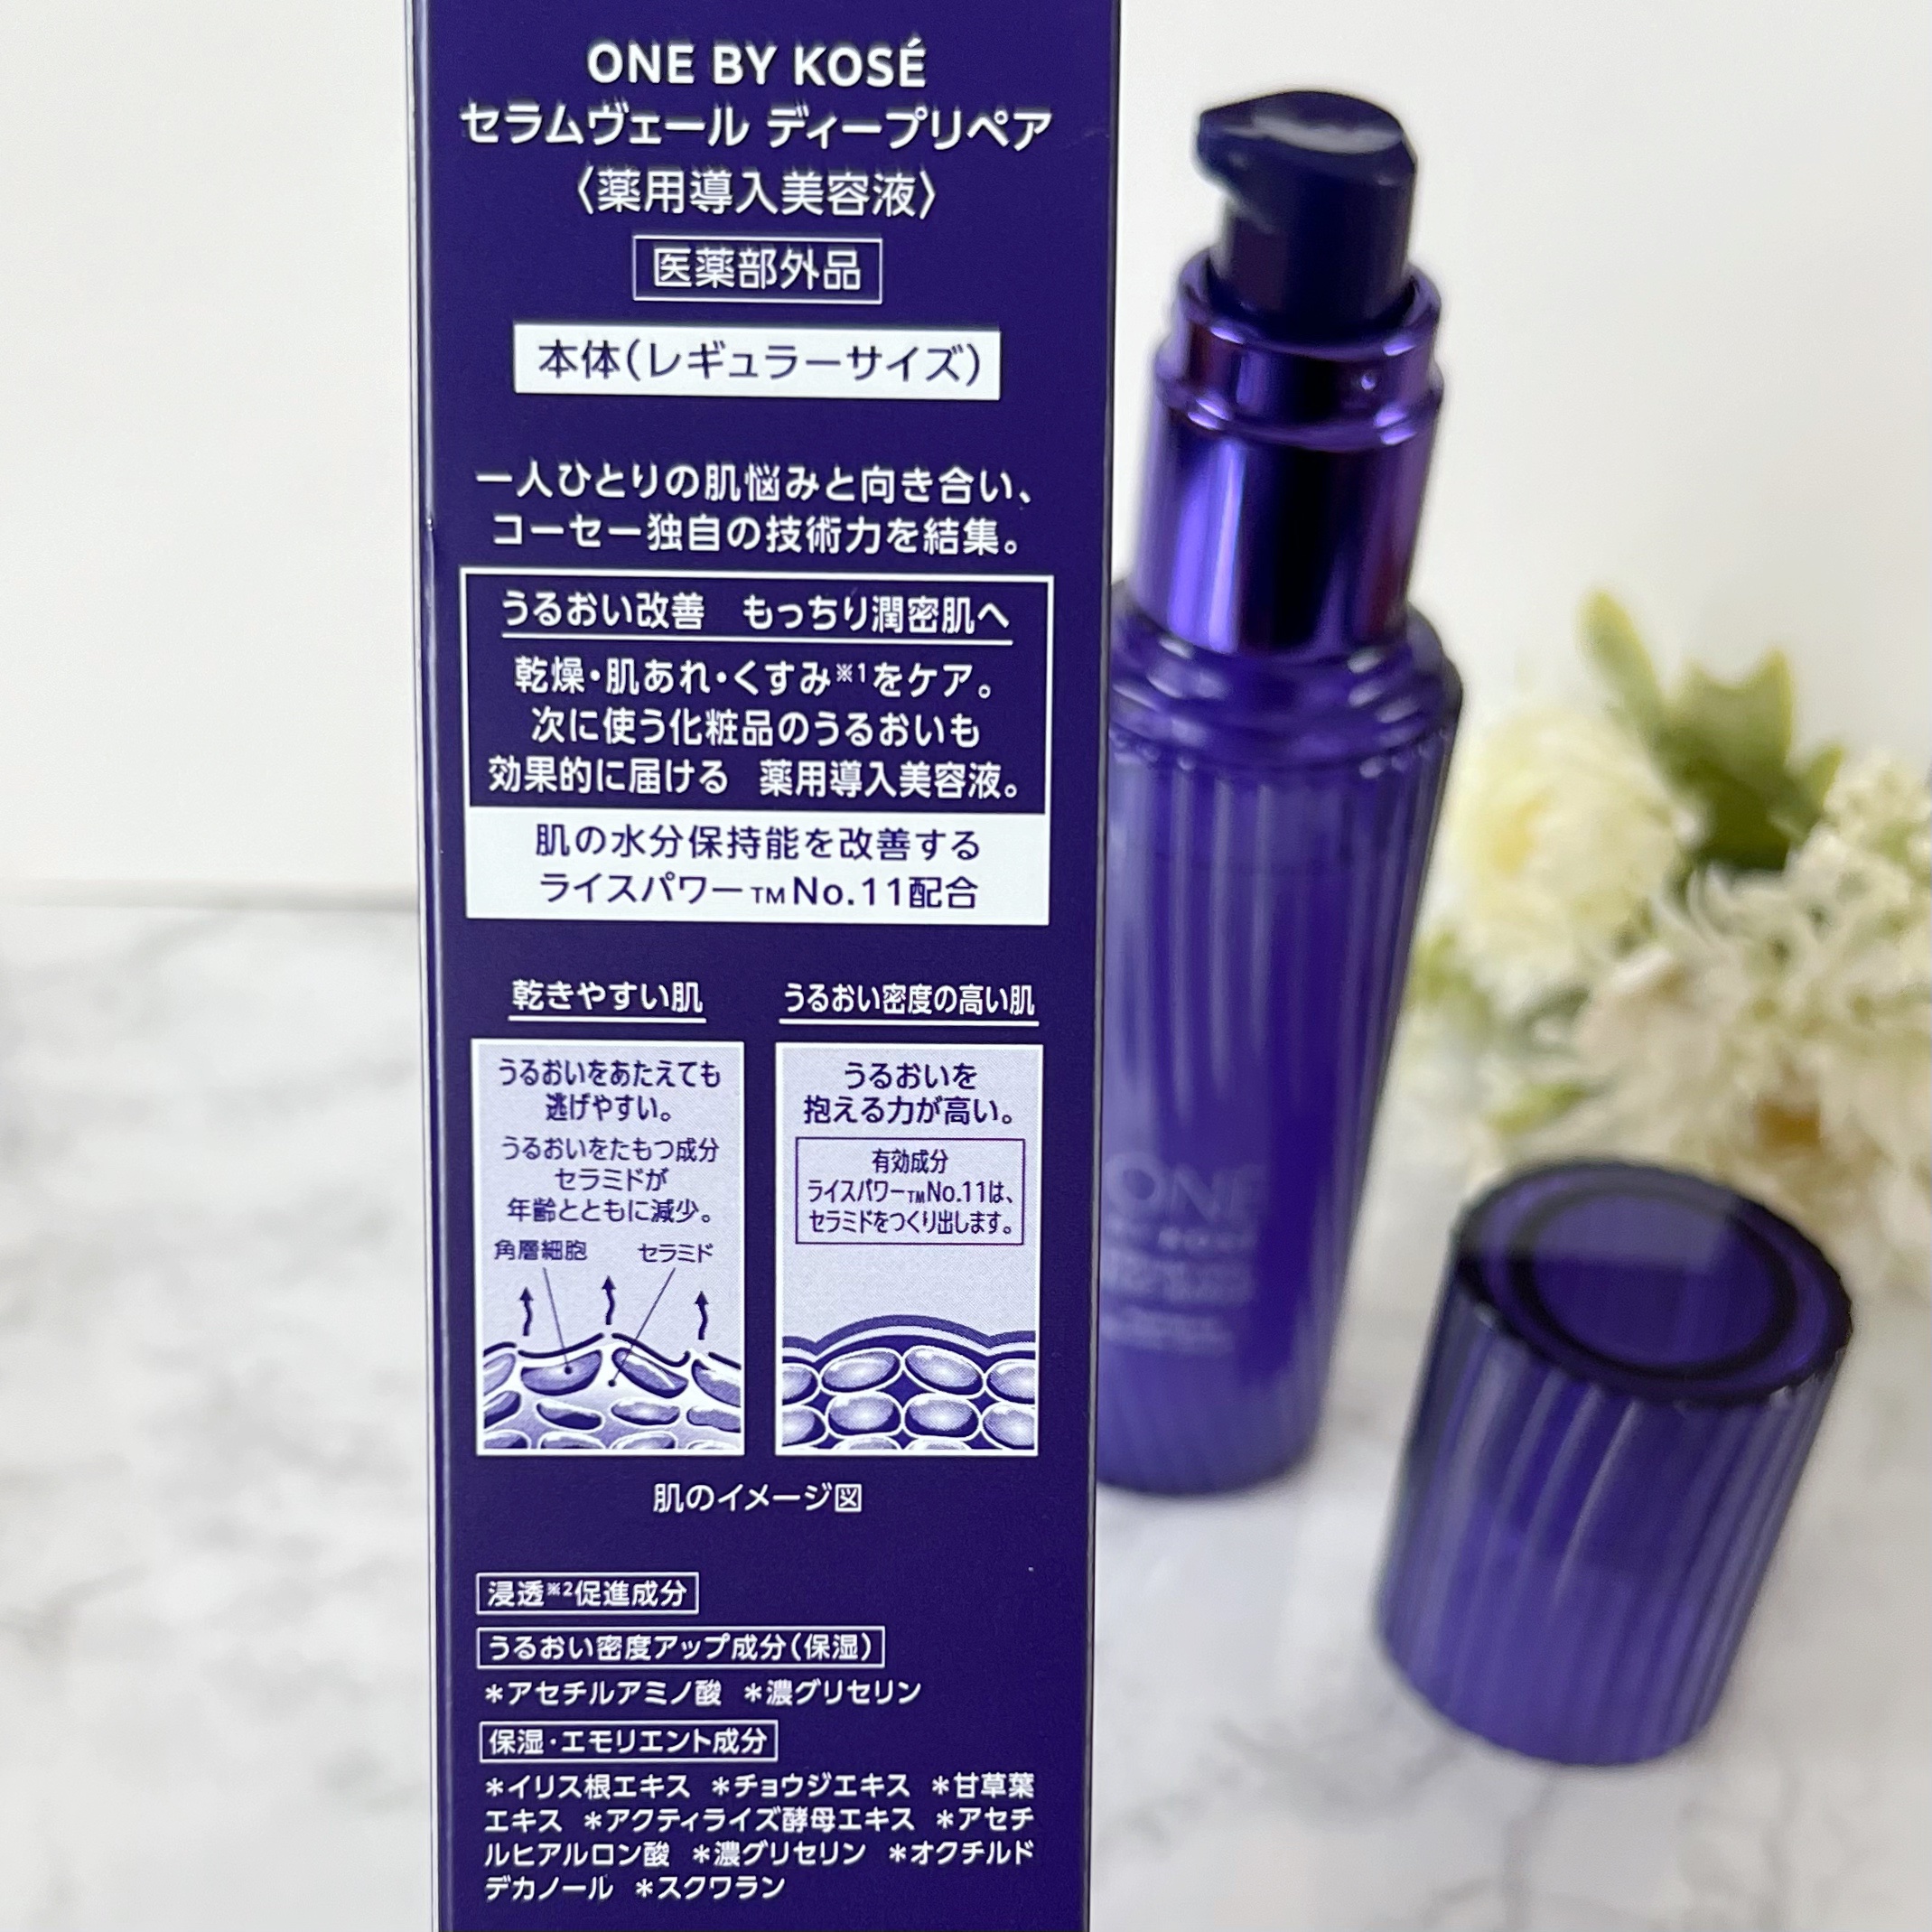 ONE BY KOSÉ
セラムヴェール ディープリペア
〈薬用導入美容液〉
医薬部外品
本体(レギュラーサイズ)
一人ひとりの肌悩みと向き合い、
コーセー独自の技術力を結集。
うるおい改善 もっちり潤密肌へ
乾燥・肌あれ・くすみ※1をケア。
次に使う化粧品のうるおいも
効果的に届ける 薬用導入美容液。
肌の水分保持能を改善する
ライスパワー™No.11配合
乾きやすい肌
うるおいをあたえても
逃げやすい。
うるおいをたもつ成分
セラミドが
年齢とともに減少。
角層細胞 セラミド
うるおい密度の高い肌
うるおいを
抱える力が高い。
有効成分
ライスパワー™No.11は、
セラミドをつくり出します。
肌のイメージ図
浸透※2促進成分
うるおい密度アップ成分(保湿)
＊アセチルアミノ酸 ＊濃グリセリン
保湿・エモリエント成分
＊イリス根エキス ＊チョウジエキス ＊甘草葉
エキス ＊アクティライズ酵母エキス ＊アセチ
ルヒアルロン酸 ＊濃グリセリン ＊オクチルド
デカノール ＊スクワラン
ONE